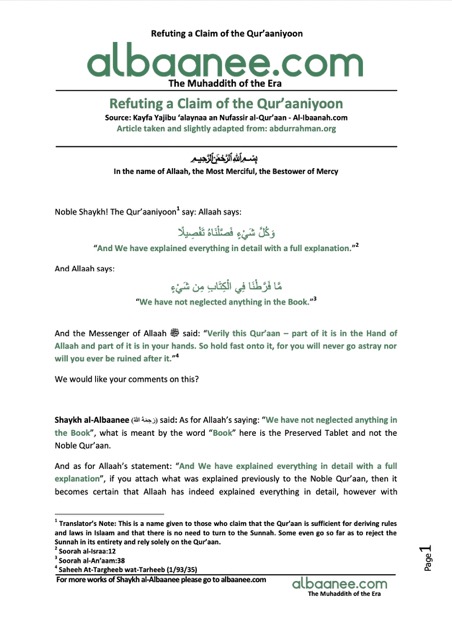 Refuting a Claim of the Qur’aaniyoon
albaanee.com
The Muhaddith of the Era
Refuting a Claim of the Qur’aaniyoon
Source: Kayfa Yajibu ‘alaynaa an Nufassir al-Qur’aan - Al-Ibaanah.com
Article taken and slightly adapted from: abdurrahman.org
بِسْمِ اللهِ الرَّحْمَنِ الرَّحِيمِ
In the name of Allaah, the Most Merciful, the Bestower of Mercy
Noble Shaykh! The Qur’aaniyoon¹ say: Allaah says:
وَكُلَّ شَيْءٍ فَصَّلْنَاهُ تَفْصِيلًا
“And We have explained everything in detail with a full explanation.”²
And Allaah says:
مَّا فَرَّطْنَا فِي الْكِتَابِ مِن شَيْءٍ
“We have not neglected anything in the Book.”³
And the Messenger of Allaah ﷺ said: “Verily this Qur’aan – part of it is in the Hand of
Allaah and part of it is in your hands. So hold fast onto it, for you will never go astray nor
will you ever be ruined after it.”⁴
We would like your comments on this?
Shaykh al-Albaanee (رَحِمَهُ اللهُ) said: As for Allaah’s saying: “We have not neglected anything in
the Book”, what is meant by the word “Book” here is the Preserved Tablet and not the
Noble Qur’aan.
And as for Allaah’s statement: “And We have explained everything in detail with a full
explanation”, if you attach what was explained previously to the Noble Qur’aan, then it
becomes certain that Allaah has indeed explained everything in detail, however with
¹ Translator’s Note: This is a name given to those who claim that the Qur’aan is sufficient for deriving rules
and laws in Islaam and that there is no need to turn to the Sunnah. Some even go so far as to reject the
Sunnah in its entirety and rely solely on the Qur’aan.
² Soorah al-Israa:12
³ Soorah al-An’aam:38
⁴ Saheeh At-Targheeb wat-Tarheeb (1/93/35)
For more works of Shaykh al-Albaanee please go to albaanee.com
albaanee.com
The Muhaddith of the Era
Page1